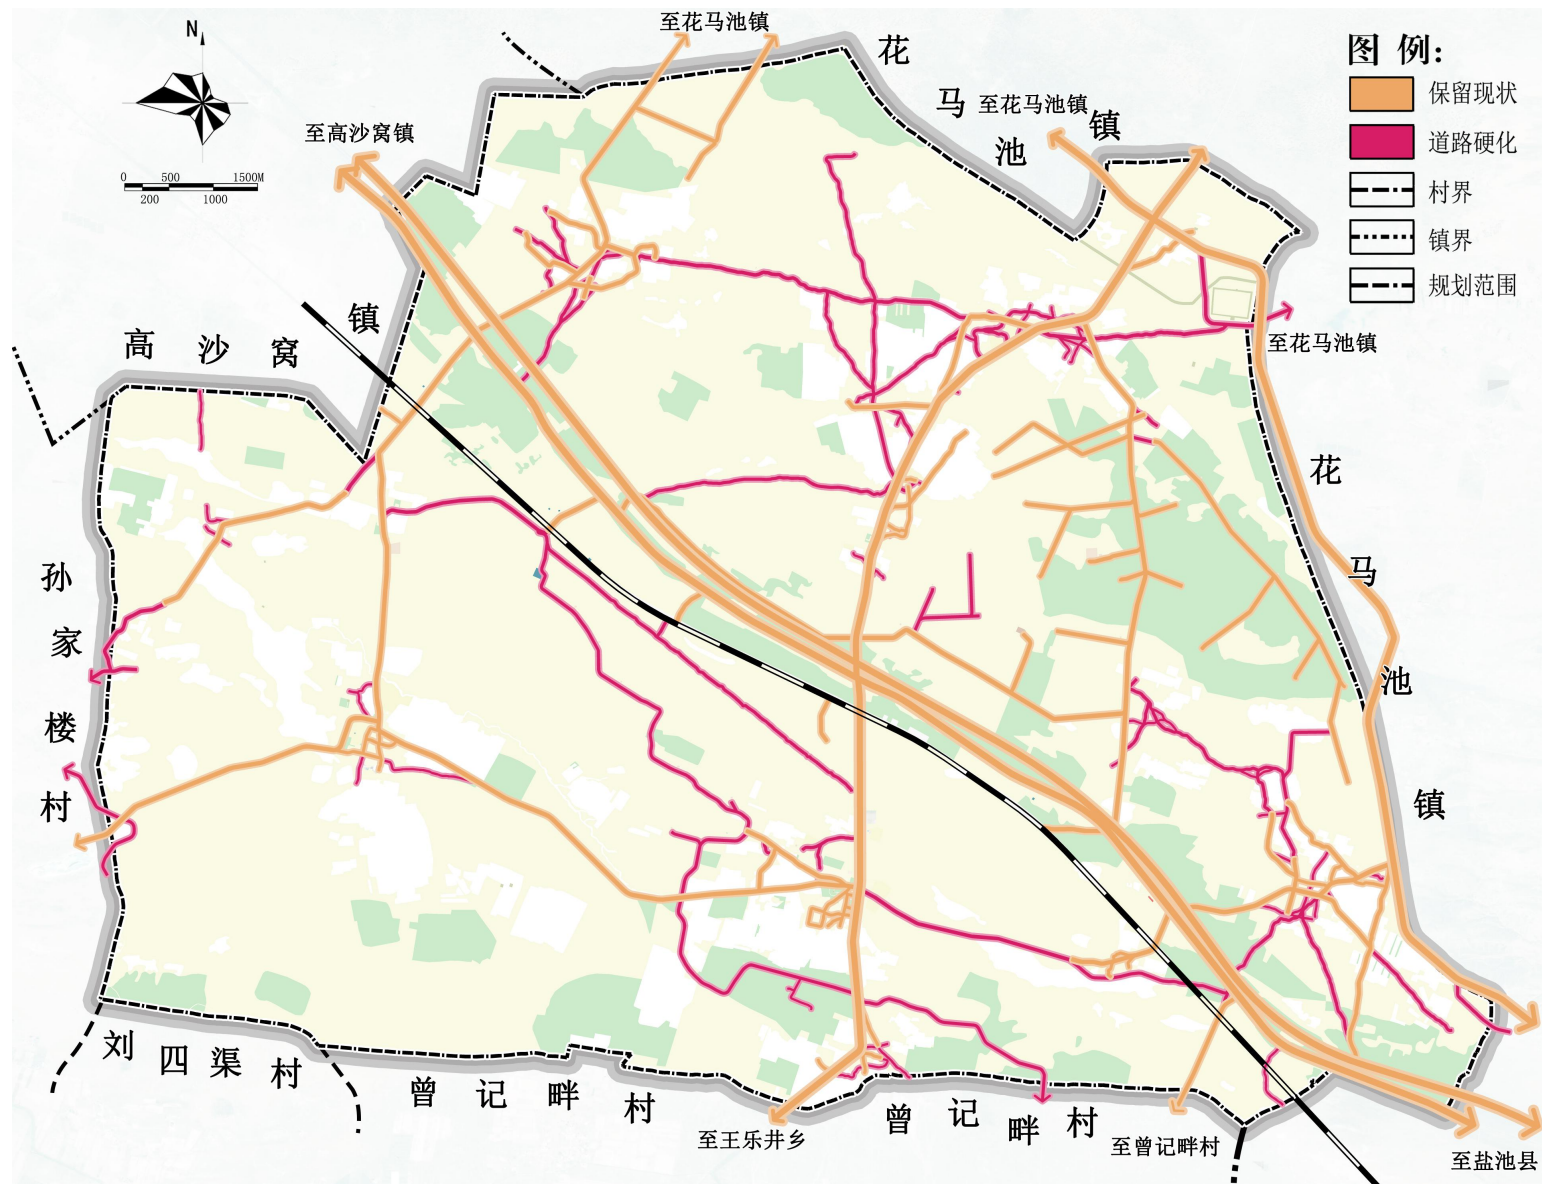 N
0 500 1500M
200 1000
至花马池镇
至高沙窝镇
至花马池镇
花马池镇
图 例:
保留现状
道路硬化
村界
镇界
规划范围
高沙窝镇
至花马池镇
花马池镇
孙家楼村
刘四渠村
曾记畔村
曾记畔村
至王乐井乡
至曾记畔村
至盐池县